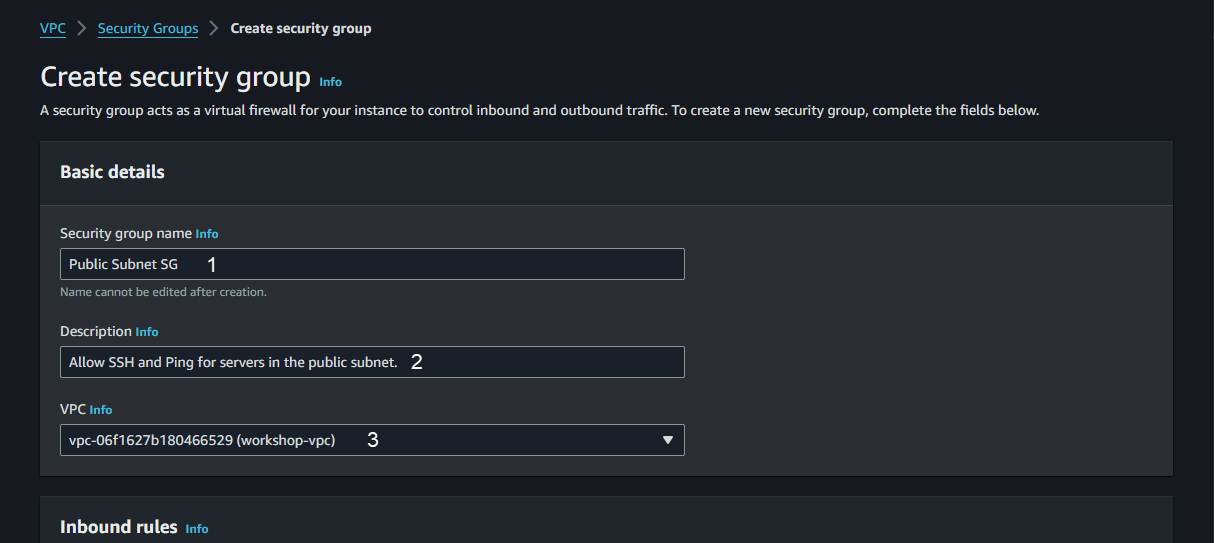 VPC > Security Groups > Create security group
Create security group Info
A security group acts as a virtual firewall for your instance to control inbound and outbound traffic. To create a new security group, complete the fields below.
Basic details
Security group name Info
Public Subnet SG 1
Name cannot be edited after creation.
Description Info
Allow SSH and Ping for servers in the public subnet. 2
VPC Info
vpc-06f1627b180466529 (workshop-vpc) 3
Inbound rules Info